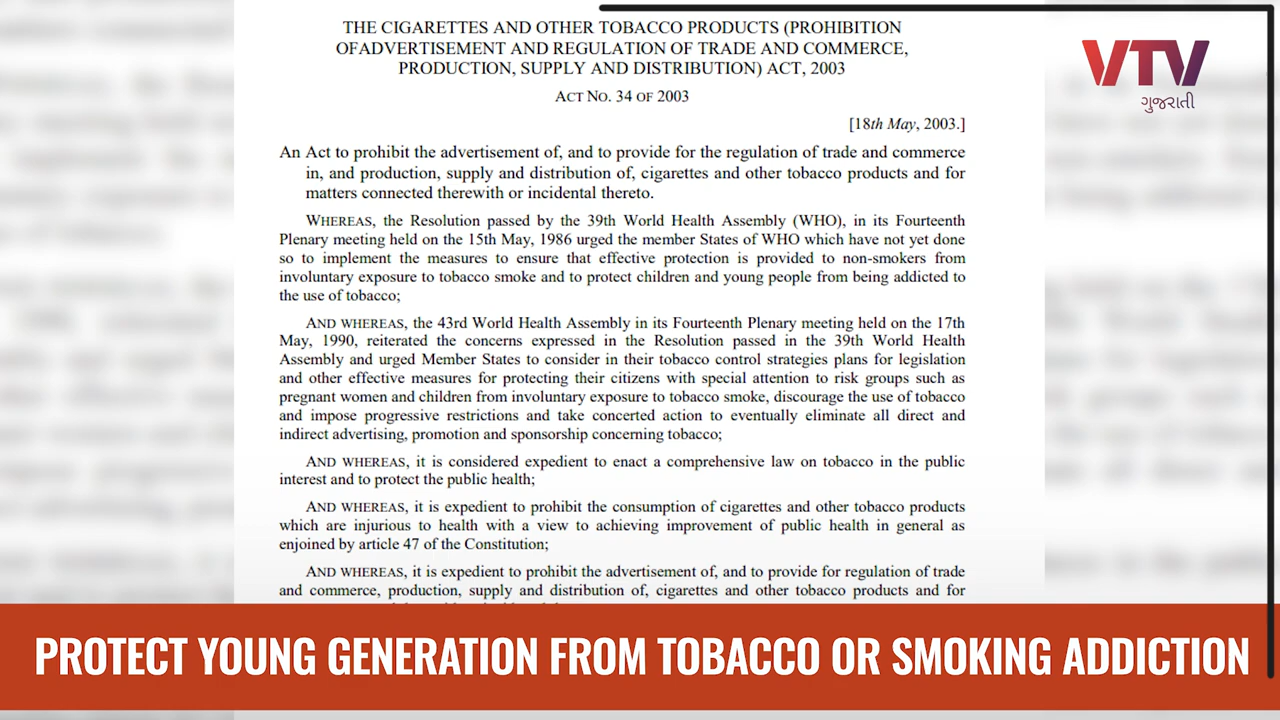 THE CIGARETTES AND OTHER TOBACCO PRODUCTS (PROHIBITION
OFADVERTISEMENT AND REGULATION OF TRADE AND COMMERCE,
PRODUCTION, SUPPLY AND DISTRIBUTION) ACT, 2003
ACT NO. 34 OF 2003
[18th May, 2003.]
VTV
ગુજરાતી
An Act to prohibit the advertisement of, and to provide for the regulation of trade and commerce
in, and production, supply and distribution of, cigarettes and other tobacco products and for
matters connected therewith or incidental thereto.
WHEREAS, the Resolution passed by the 39th World Health Assembly (WHO), in its Fourteenth
Plenary meeting held on the 15th May, 1986 urged the member States of WHO which have not yet done
so to implement the measures to ensure that effective protection is provided to non-smokers from
involuntary exposure to tobacco smoke and to protect children and young people from being addicted to
the use of tobacco;
AND WHEREAS, the 43rd World Health Assembly in its Fourteenth Plenary meeting held on the 17th
May, 1990, reiterated the concerns expressed in the Resolution passed in the 39th World Health
Assembly and urged Member States to consider in their tobacco control strategies plans for legislation
and other effective measures for protecting their citizens with special attention to risk groups such as
pregnant women and children from involuntary exposure to tobacco smoke, discourage the use of tobacco
and impose progressive restrictions and take concerted action to eventually eliminate all direct and
indirect advertising, promotion and sponsorship concerning tobacco;
AND WHEREAS, it is considered expedient to enact a comprehensive law on tobacco in the public
interest and to protect the public health;
AND WHEREAS, it is expedient to prohibit the consumption of cigarettes and other tobacco products
which are injurious to health with a view to achieving improvement of public health in general as
enjoined by article 47 of the Constitution;
AND WHEREAS, it is expedient to prohibit the advertisement of, and to provide for regulation of trade
and commerce, production, supply and distribution of, cigarettes and other tobacco products and for
PROTECT YOUNG GENERATION FROM TOBACCO OR SMOKING ADDICTION